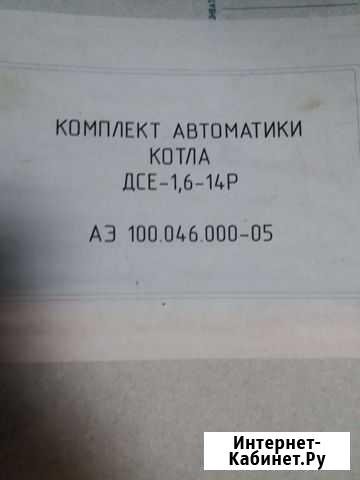 КОМПЛЕКТ АВТОМАТИКИ
КОТЛА
ДСЕ-1,6-14Р
АЭ 100.046.000-05
Интернет-
Кабинет.Ру